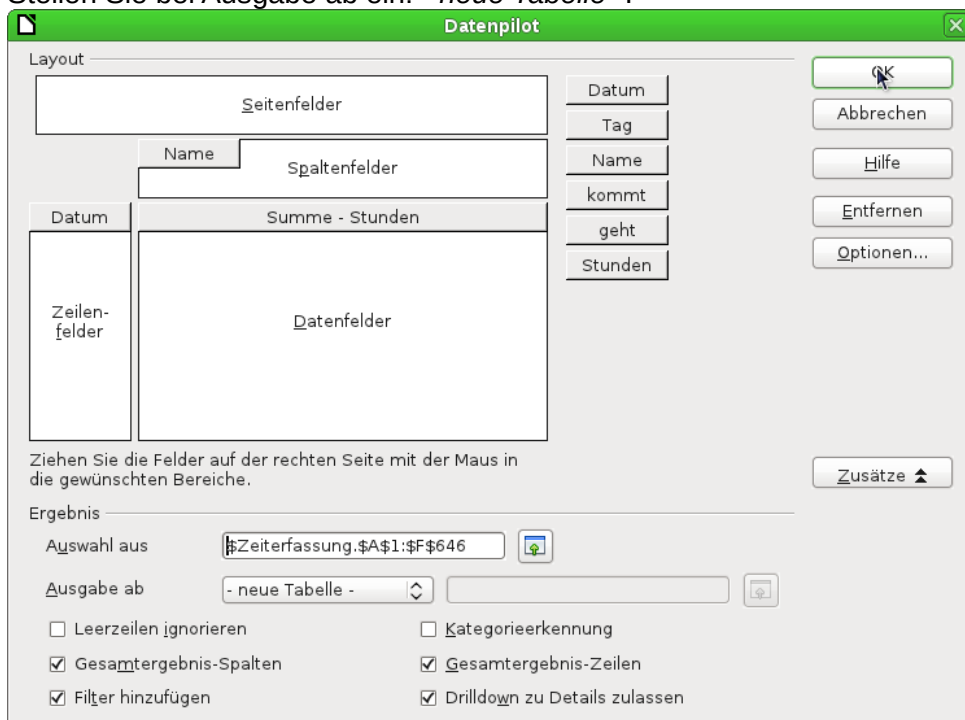 Stellen Sie bei Ausgabe ab ein: "-neue Tabelle-".
Datenpilot
Layout
Seitenfelder
Name
Spaltenfelder
Datum
Summe - Stunden
Zeilen-
felder
Datenfelder
Datum
Tag
Name
kommt
geht
Stunden
OK
Abbrechen
Hilfe
Entfernen
Optionen...
Ziehen Sie die Felder auf der rechten Seite mit der Maus in
die gewünschten Bereiche.
Zusätze
Ergebnis
Auswahl aus
$Zeiterfassung.$A$1:$F$646
Ausgabe ab
- neue Tabelle -
Leerzeilen ignorieren
Kategorieerkennung
Gesamtergebnis-Spalten
Gesamtergebnis-Zeilen
Filter hinzufügen
Drilldown zu Details zulassen